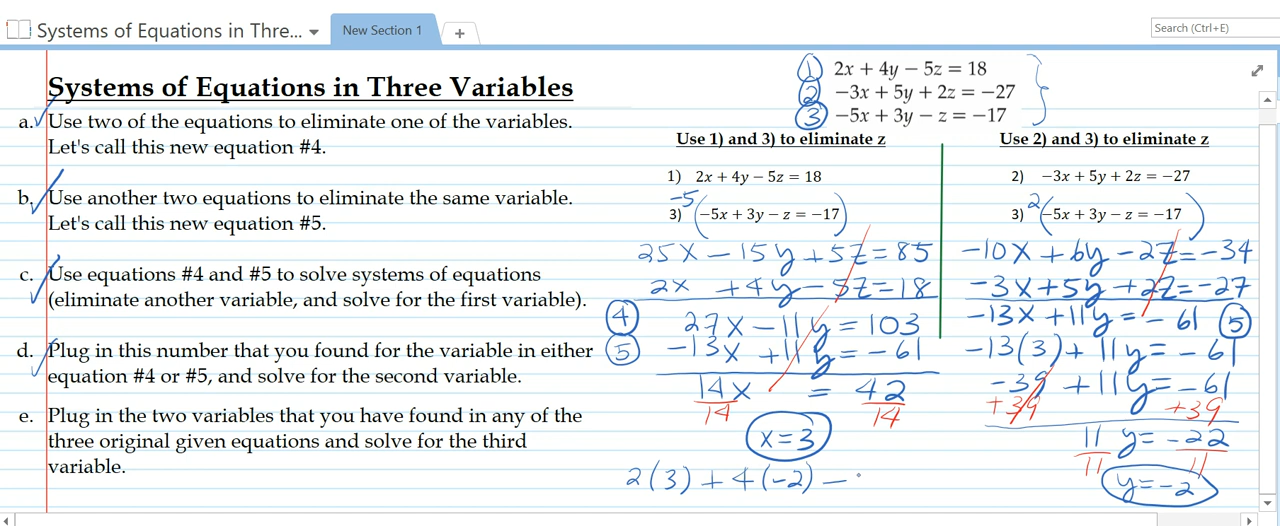 Systems of Equations in Thre...
New Section 1
+
Search (Ctrl+E)
Systems of Equations in Three Variables
a. Use two of the equations to eliminate one of the variables.
Let's call this new equation #4.
b. Use another two equations to eliminate the same variable.
Let's call this new equation #5.
c. Use equations #4 and #5 to solve systems of equations
(eliminate another variable, and solve for the first variable).
d. Plug in this number that you found for the variable in either
equation #4 or #5, and solve for the second variable.
e. Plug in the two variables that you have found in any of the
three original given equations and solve for the third
variable.
1 2x + 4y − 5z = 18
2 −3x + 5y + 2z = −27
3 −5x + 3y − z = −17
Use 1) and 3) to eliminate z
1) 2x + 4y − 5z = 18
-5
3) (−5x + 3y − z = −17)
25x − 15y + 5z = 85
2x + 4y − 5z = 18
4 27x − 11y = 103
5 −13x + 11y = −61
14x = 42
14 14
x = 3
2(3) + 4(−2) −
Use 2) and 3) to eliminate z
2) −3x + 5y + 2z = −27
2
3) (−5x + 3y − z = −17)
−10x + 6y − 2z = −34
−3x + 5y + 2z = −27
−13x + 11y = −61 5
−13(3) + 11y = −61
−39 + 11y = −61
+39 +39
11y = −22
11 11
y = −2